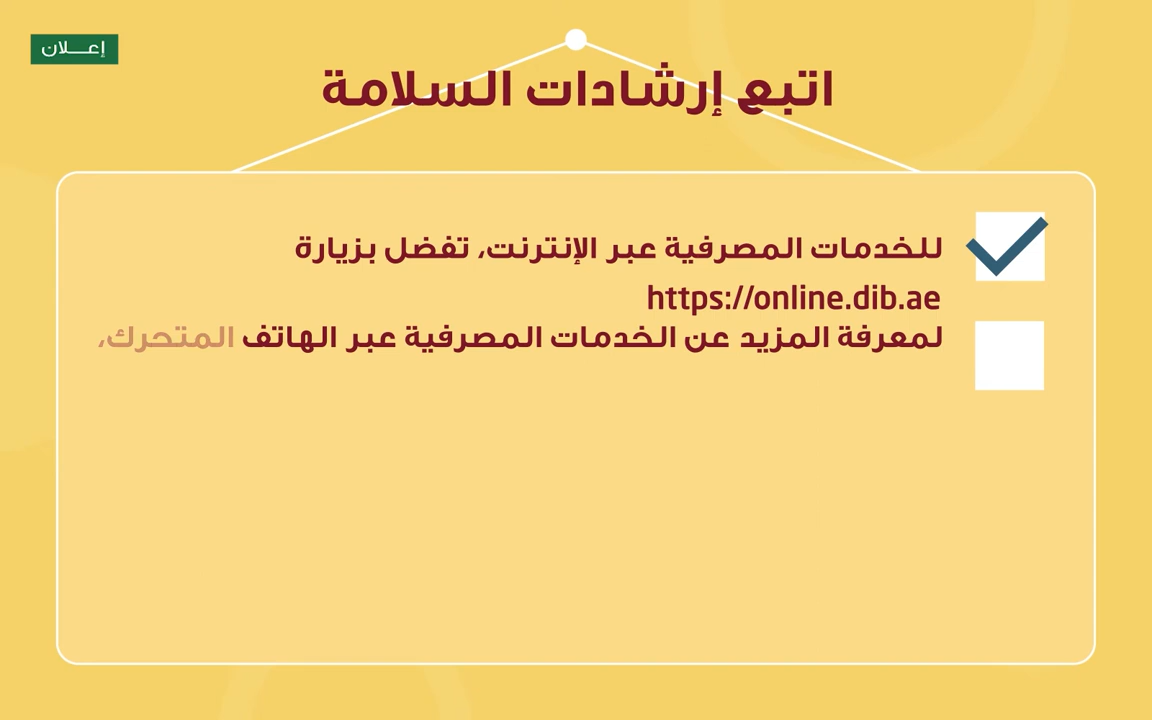 إعلان
اتبع إرشادات السلامة
للخدمات المصرفية عبر الإنترنت، تفضل بزيارة
https://online.dib.ae
لمعرفة المزيد عن الخدمات المصرفية عبر الهاتف المتحرك،